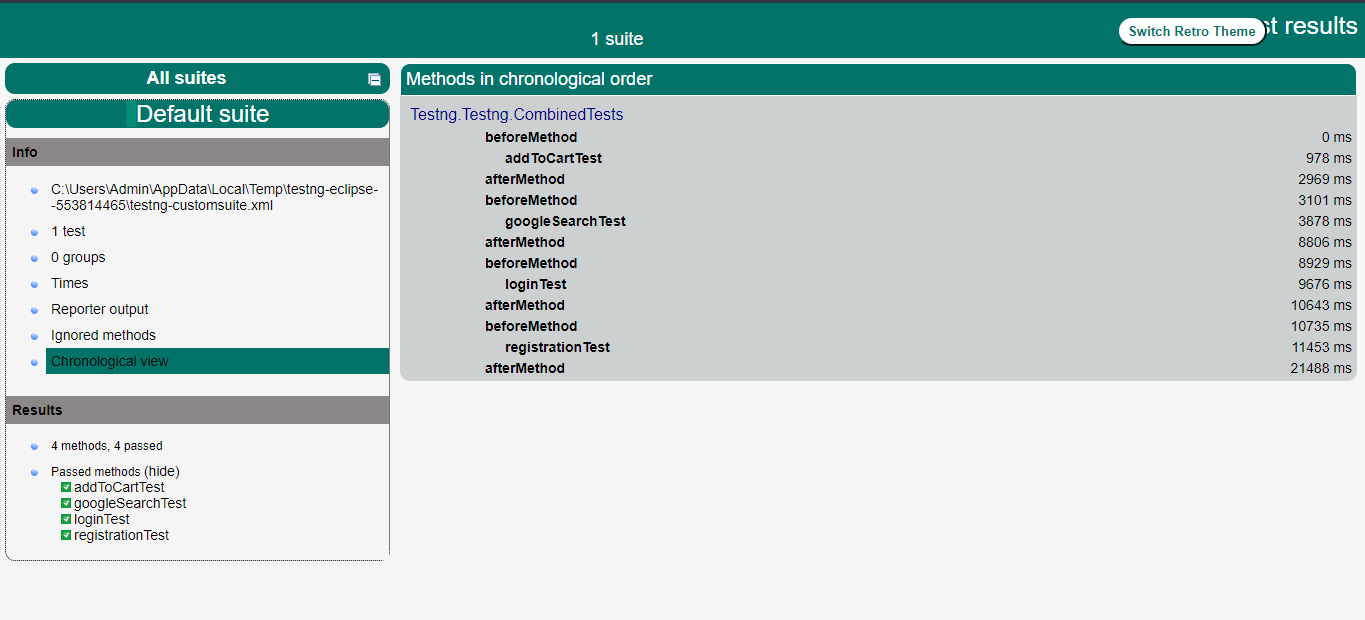 1 suite
Switch Retro Theme
st results
All suites
Default suite
Info
C:\Users\Admin\AppData\Local\Temp\testng-eclipse-
-553814465\testng-customsuite.xml
1 test
0 groups
Times
Reporter output
Ignored methods
Chronological view
Results
4 methods, 4 passed
Passed methods (hide)
addToCartTest
googleSearchTest
loginTest
registrationTest
Methods in chronological order
Testng.Testng.CombinedTests
beforeMethod 0 ms
addToCartTest 978 ms
afterMethod 2969 ms
beforeMethod 3101 ms
googleSearchTest 3878 ms
afterMethod 8806 ms
beforeMethod 8929 ms
loginTest 9676 ms
afterMethod 10643 ms
beforeMethod 10735 ms
registrationTest 11453 ms
afterMethod 21488 ms